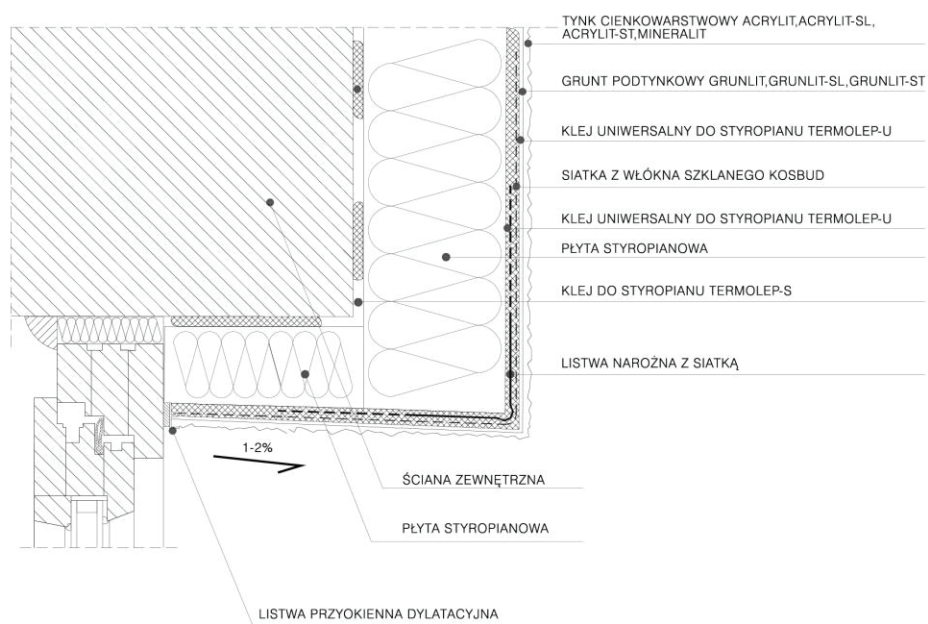 TYNK CIENKOWARSTWOWY ACRYLIT,ACRYLIT-SL,
ACRYLIT-ST,MINERALIT
GRUNT PODTYNKOWY GRUNLIT,GRUNLIT-SL,GRUNLIT-ST
KLEJ UNIWERSALNY DO STYROPIANU TERMOLEP-U
SIATKA Z WŁÓKNA SZKLANEGO KOSBUD
KLEJ UNIWERSALNY DO STYROPIANU TERMOLEP-U
PŁYTA STYROPIANOWA
KLEJ DO STYROPIANU TERMOLEP-S
LISTWA NAROŻNA Z SIATKĄ
1-2%
ŚCIANA ZEWNĘTRZNA
PŁYTA STYROPIANOWA
LISTWA PRZYOKIENNA DYLATACYJNA